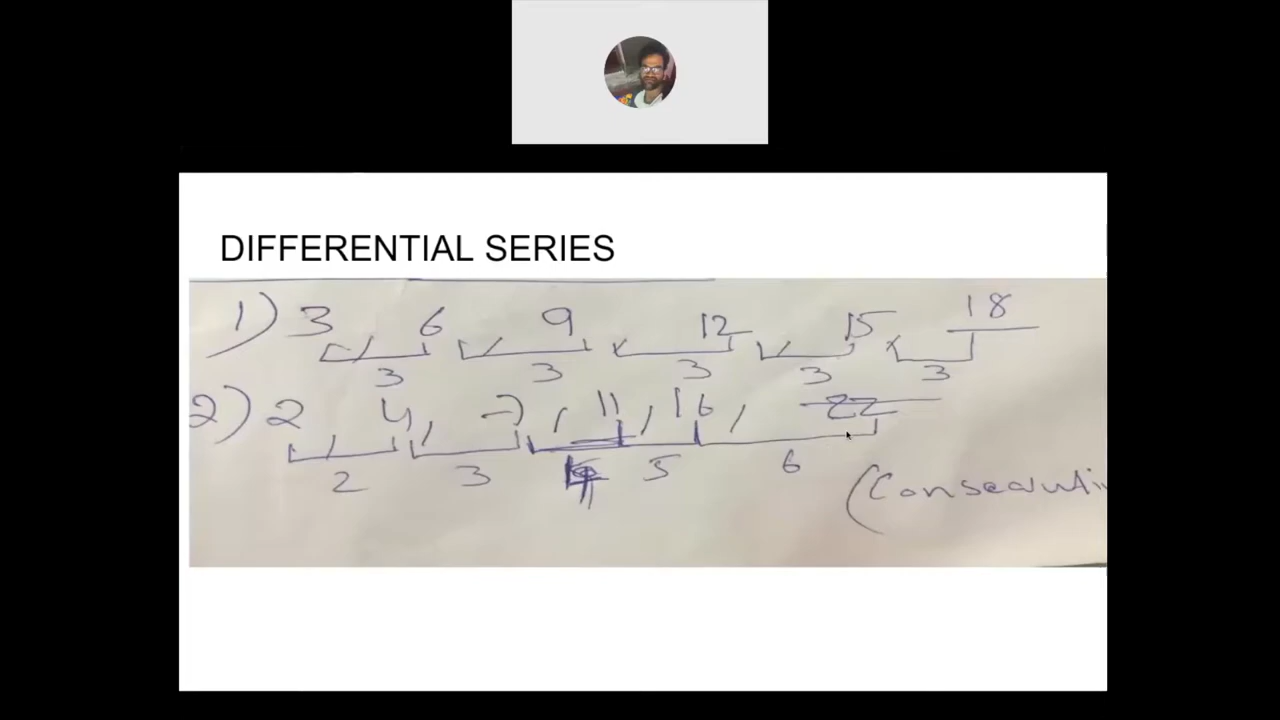 DIFFERENTIAL SERIES
1) 3 6 9 12 15 18
3 3 3 3 3
2) 2 4, 7, 11, 16, 22
2 3 4 5 6
(Consecuti